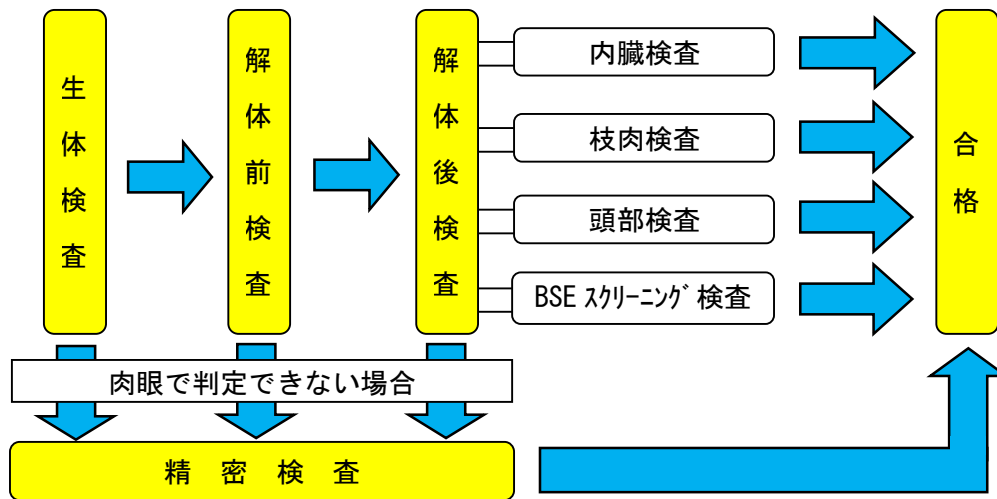 生体検査
解体前検査
解体後検査
内臓検査
枝肉検査
頭部検査
BSE ｽｸﾘｰﾆﾝｸﾞ 検査
合格
肉眼で判定できない場合
精密検査